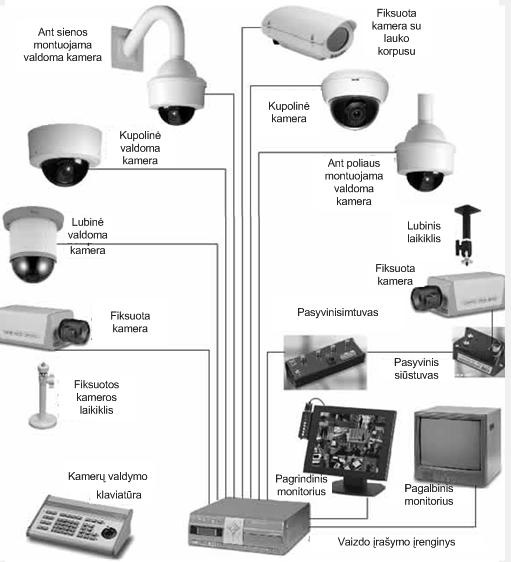 Ant sienos
montuojama
valdoma kamera
Fiksuota
kamera su
lauko
korpusu
Kupolinė
kamera
Kupolinė
valdoma
kamera
Ant poliaus
montuojama
valdoma
kamera
Lubinė
valdoma
kamera
Lubinis
laikiklis
Fiksuota
kamera
Fiksuota
kamera
Pasyvinisimtuvas
Pasyvinis
siūstuvas
Fiksuotos
kameros
laikiklis
Kamerų valdymo
klaviatūra
Pagrindinis
monitorius
Pagalbinis
monitorius
Vaizdo įrašymo įrenginys